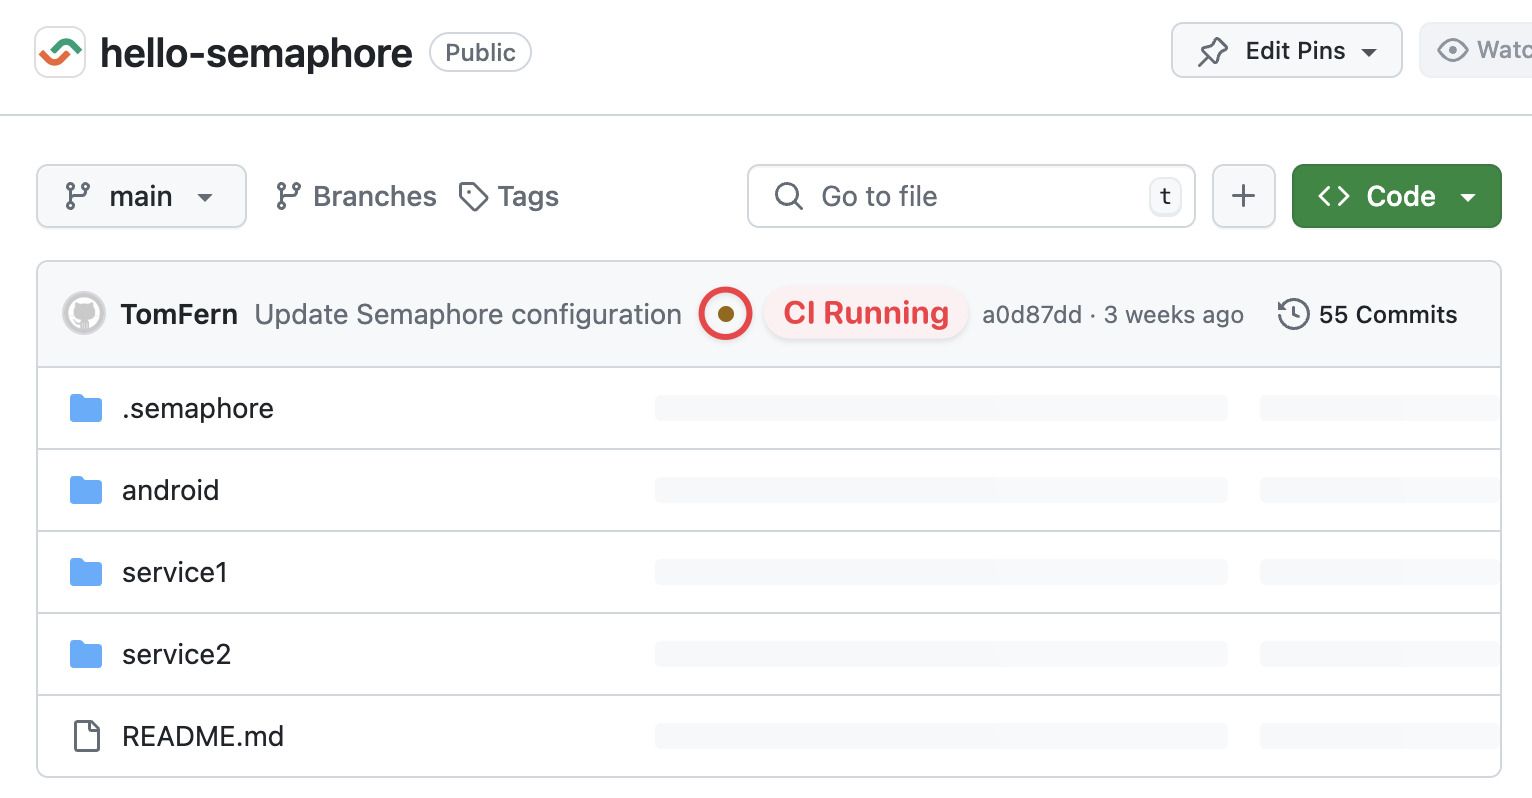 hello-semaphore Public Edit Pins
main Branches Tags Go to file t Code
TomFern Update Semaphore configuration CI Running a0d87dd · 3 weeks ago 55 Commits
.semaphore
android
service1
service2
README.md